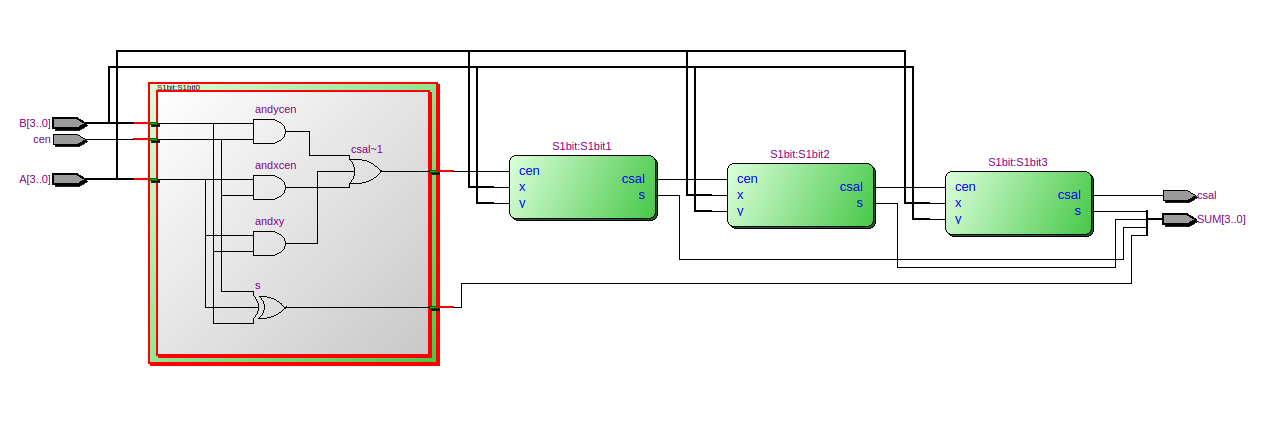 S1bit:S1bit0
andycen
B[3..0]
cen
csal~1
S1bit:S1bit1
S1bit:S1bit2
S1bit:S1bit3
andxcen
A[3..0]
cen
x
y
csal
s
cen
x
y
csal
s
cen
x
y
csal
s
csal
SUM[3..0]
andxy
s